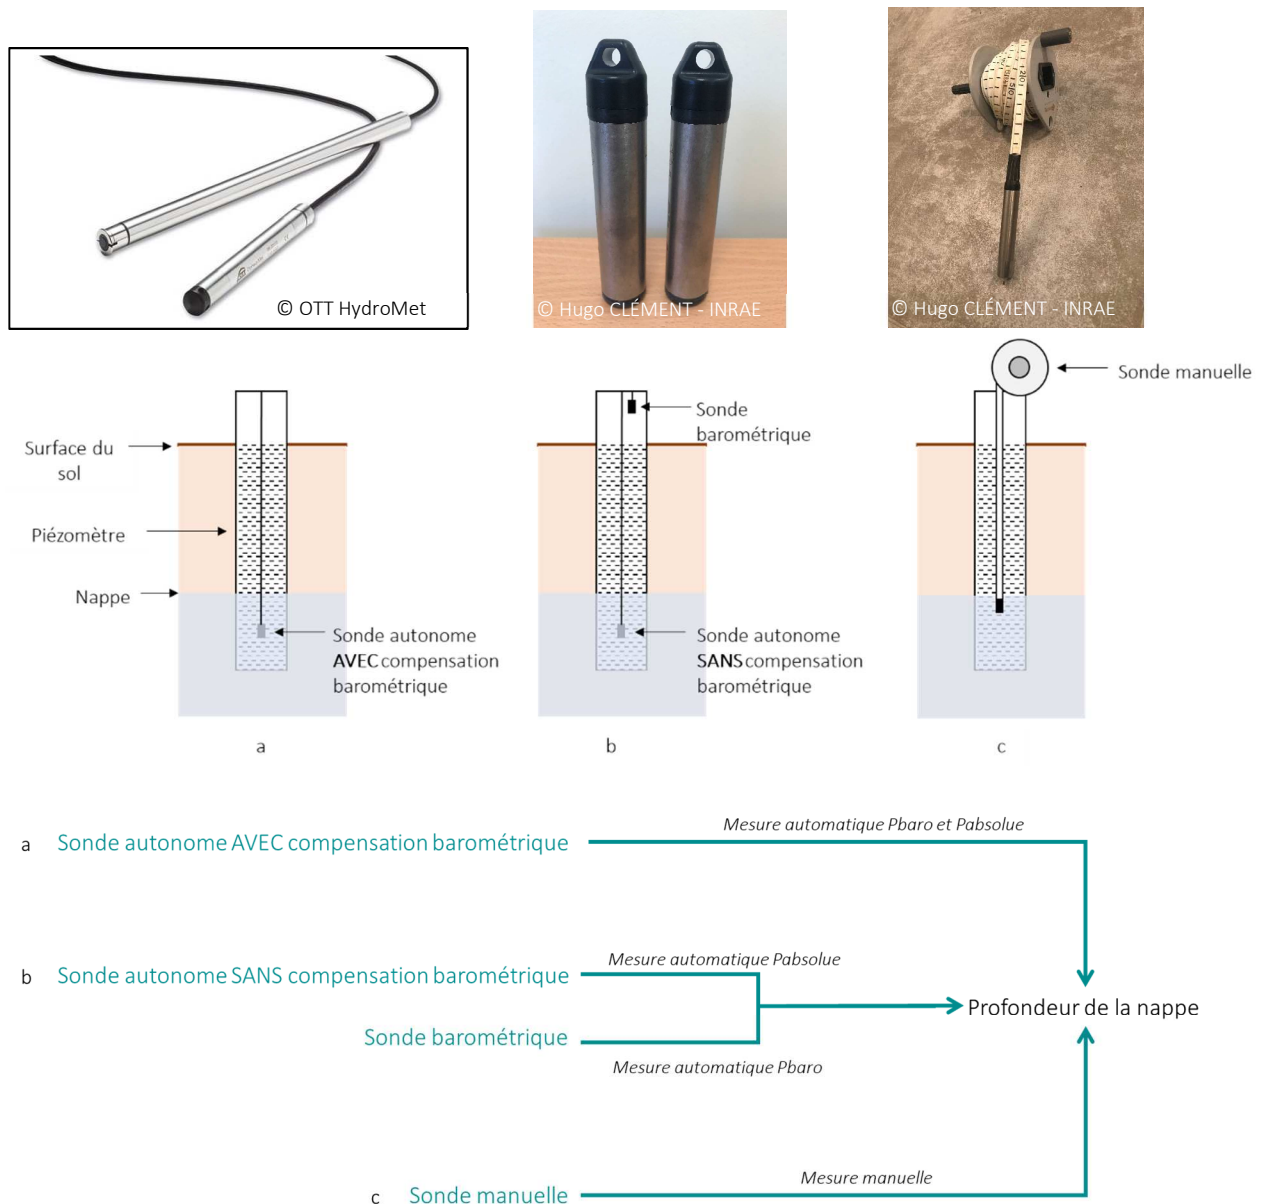 © OTT HydroMet
© Hugo CLÉMENT - INRAE
© Hugo CLÉMENT - INRAE
Sonde manuelle
Sonde
barométrique
Surface du
sol
Piézomètre
Nappe
Sonde autonome
AVEC compensation
barométrique
Sonde autonome
SANS compensation
barométrique
a
b
c
Mesure automatique Pbaro et Pabsolue
a Sonde autonome AVEC compensation barométrique
Mesure automatique Pabsolue
b Sonde autonome SANS compensation barométrique
Profondeur de la nappe
Sonde barométrique
Mesure automatique Pbaro
Mesure manuelle
c Sonde manuelle